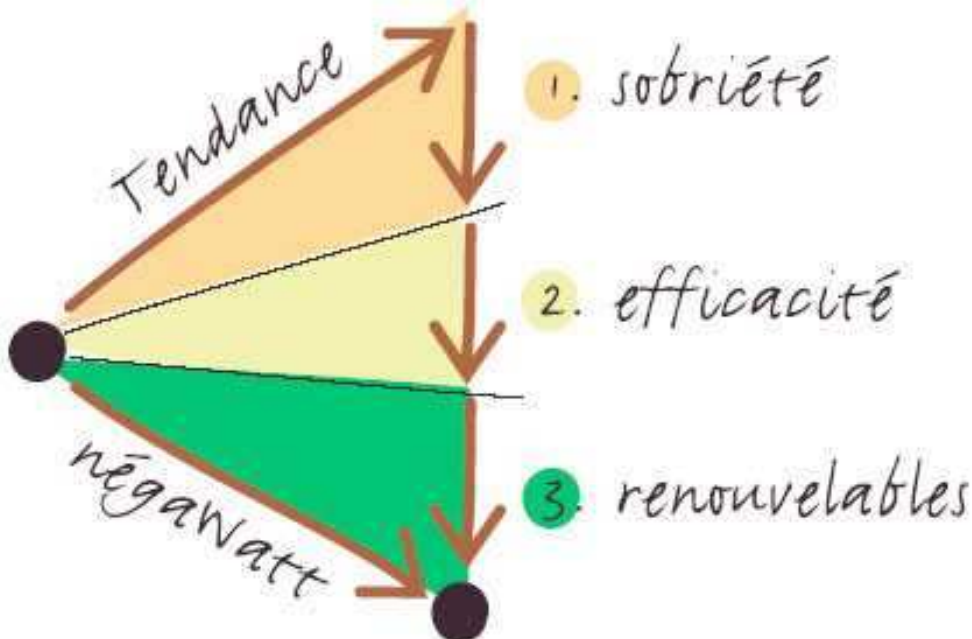 Tendance
1. sobriété
2. efficacité
3. renouvelables
négaWatt